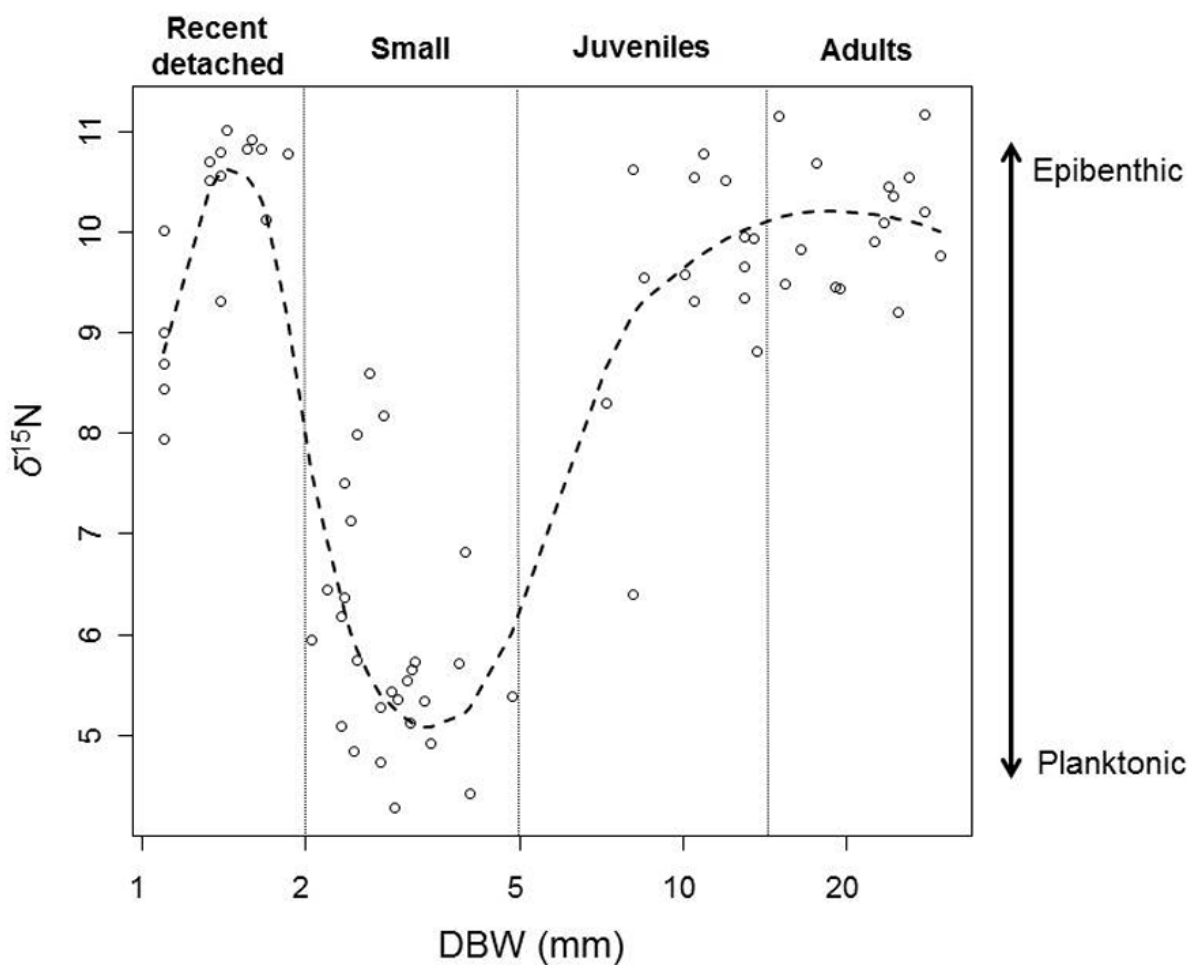 Recent
detached
Small
Juveniles
Adults
11
10
9
8
7
6
5
δ¹⁵N
Epibenthic
Planktonic
1
2
5
10
20
DBW (mm)